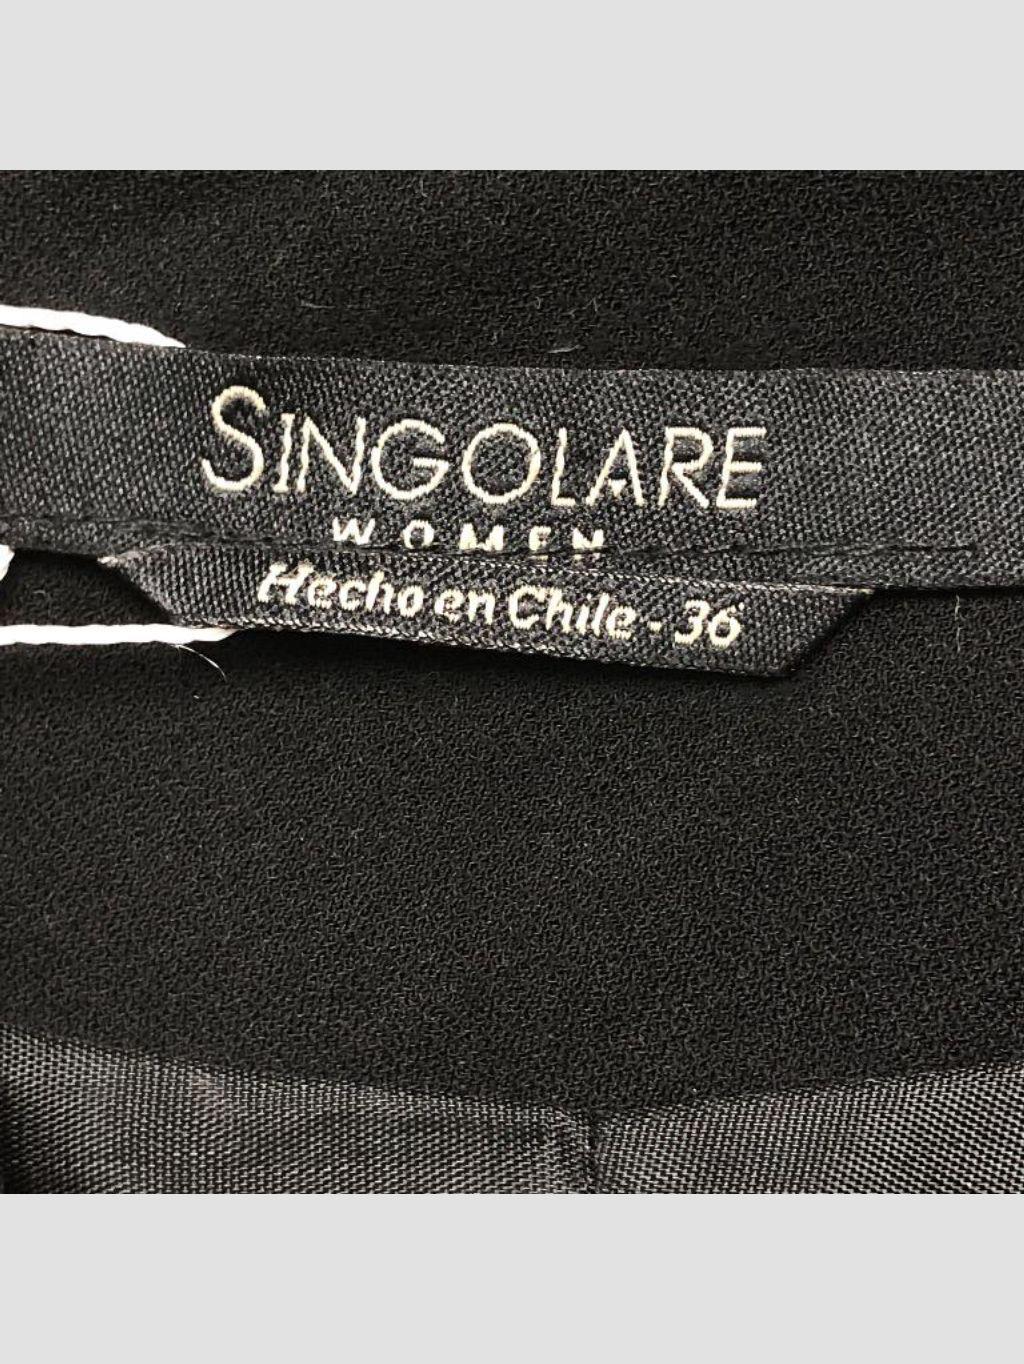 SINGOLARE
WOMEN
Hecho en Chile - 36